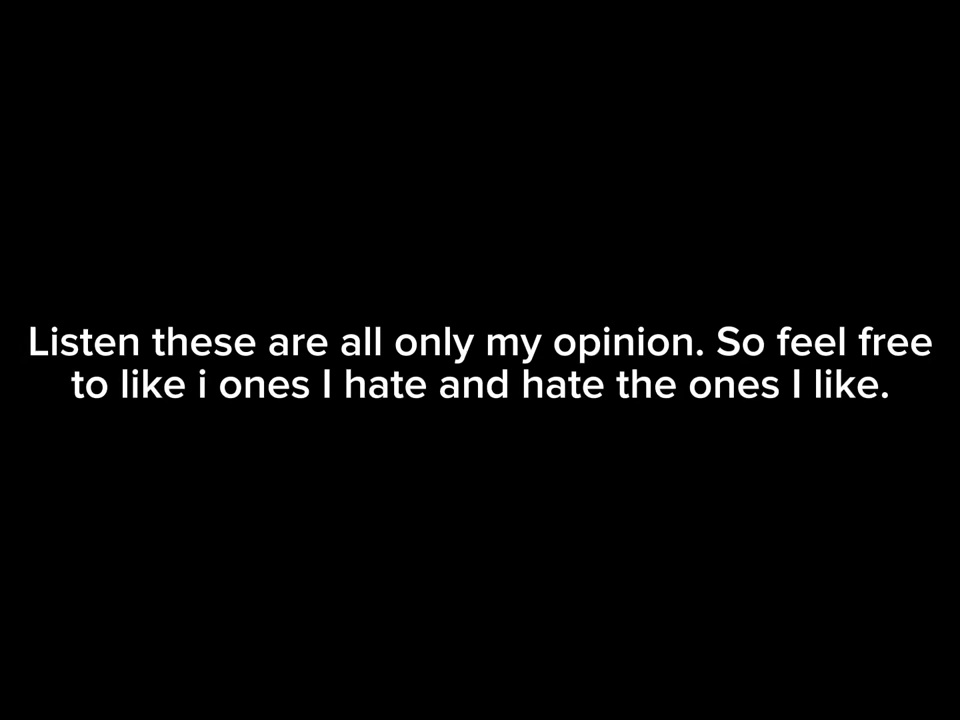 Listen these are all only my opinion. So feel free
to like i ones I hate and hate the ones I like.